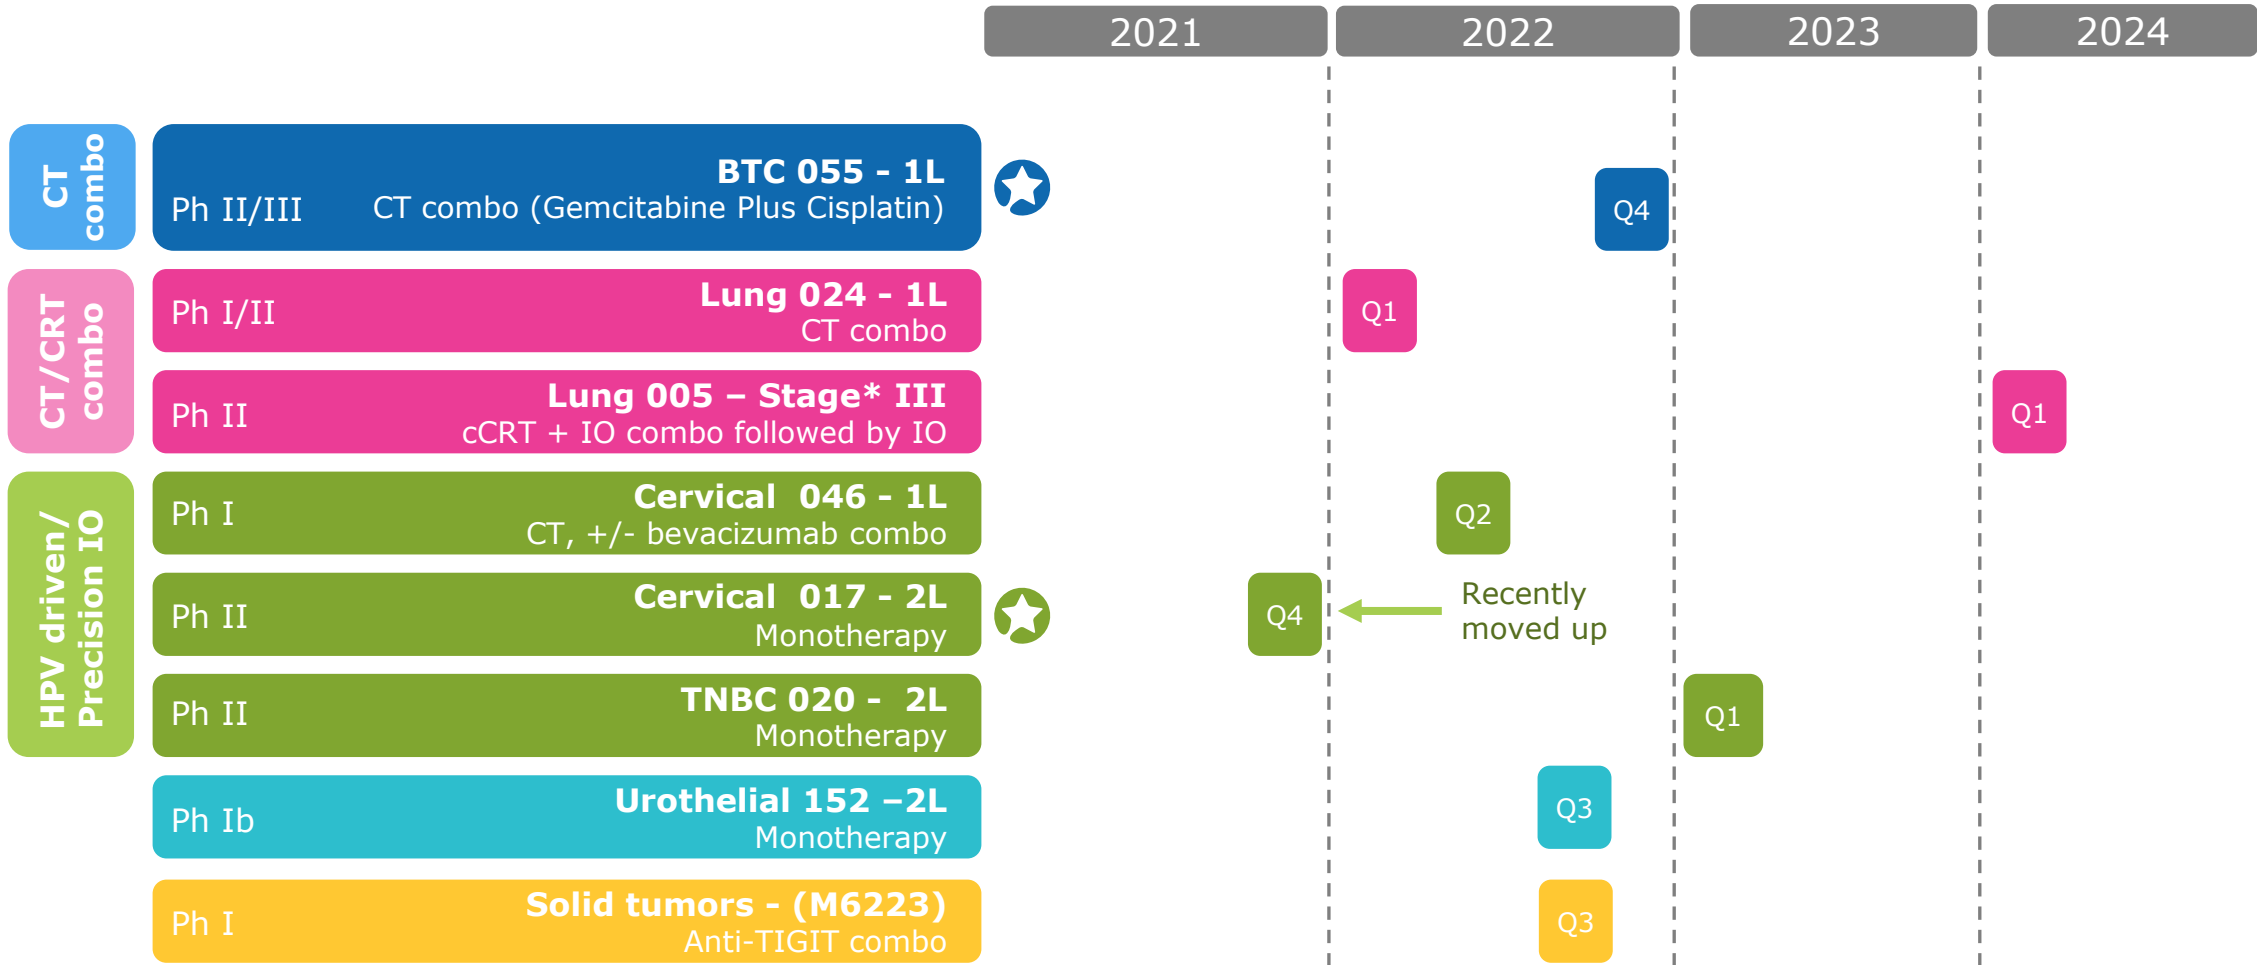 2021 2022 2023 2024
CT
combo
Ph II/III
BTC 055 - 1L
CT combo (Gemcitabine Plus Cisplatin)
Q4
CT/CRT
combo
Ph I/II
Lung 024 - 1L
CT combo
Q1
Ph II
Lung 005 – Stage* III
cCRT + IO combo followed by IO
Q1
HPV driven/
Precision IO
Ph I
Cervical  046 - 1L
CT, +/- bevacizumab combo
Q2
Ph II
Cervical  017 - 2L
Monotherapy
Q4
Recently
moved up
Ph II
TNBC 020 -  2L
Monotherapy
Q1
Ph Ib
Urothelial 152 –2L
Monotherapy
Q3
Ph I
Solid tumors - (M6223)
Anti-TIGIT combo
Q3